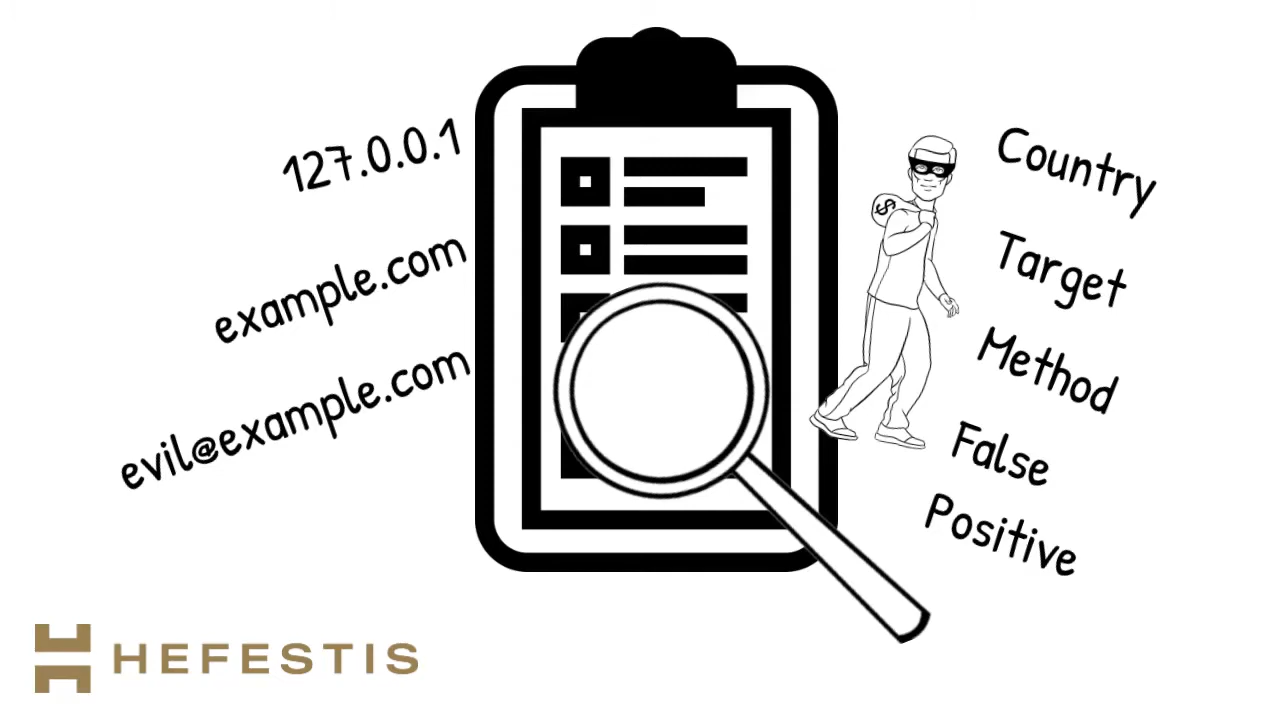 127.0.0.1
example.com
evil@example.com
$
Country
Target
Method
False
Positive
HEFESTIS